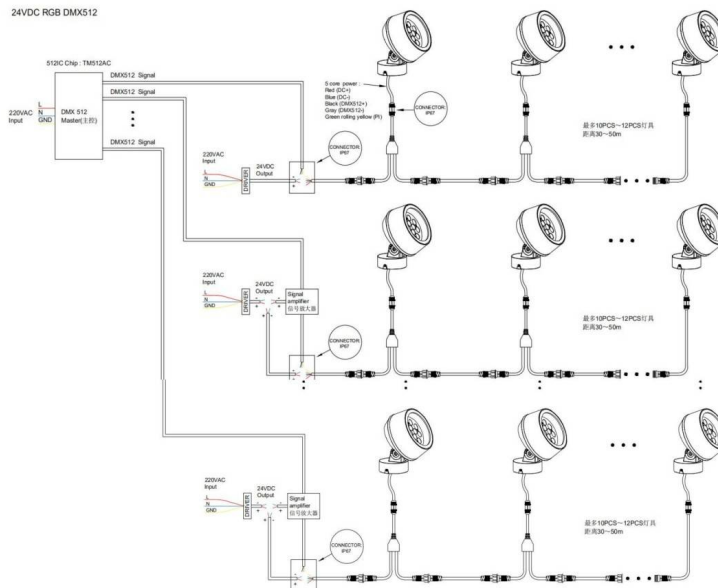 24VDC RGB DMX512
512IC Chip : TM512AC
DMX512 Signal
DMX512 Signal
DMX512 Signal
220VAC
Input
L
N
GND
DMX 512
Master(主控)
5 core power :
Red (DC+)
Blue (DC-)
Black (DMX512+)
Gray (DMX512-)
Green rolling yellow (PI)
CONNECTOR
IP67
CONNECTOR
IP67
最多10PCS～12PCS灯具
距离30～50m
220VAC
Input
L
N
GND
DRIVER
24VDC
Output
220VAC
Input
L
N
GND
DRIVER
24VDC
Output
Signal
amplifier
信号放大器
CONNECTOR
IP67
最多10PCS～12PCS灯具
距离30～50m
220VAC
Input
L
N
GND
DRIVER
24VDC
Output
Signal
amplifier
信号放大器
CONNECTOR
IP67
最多10PCS～12PCS灯具
距离30～50m